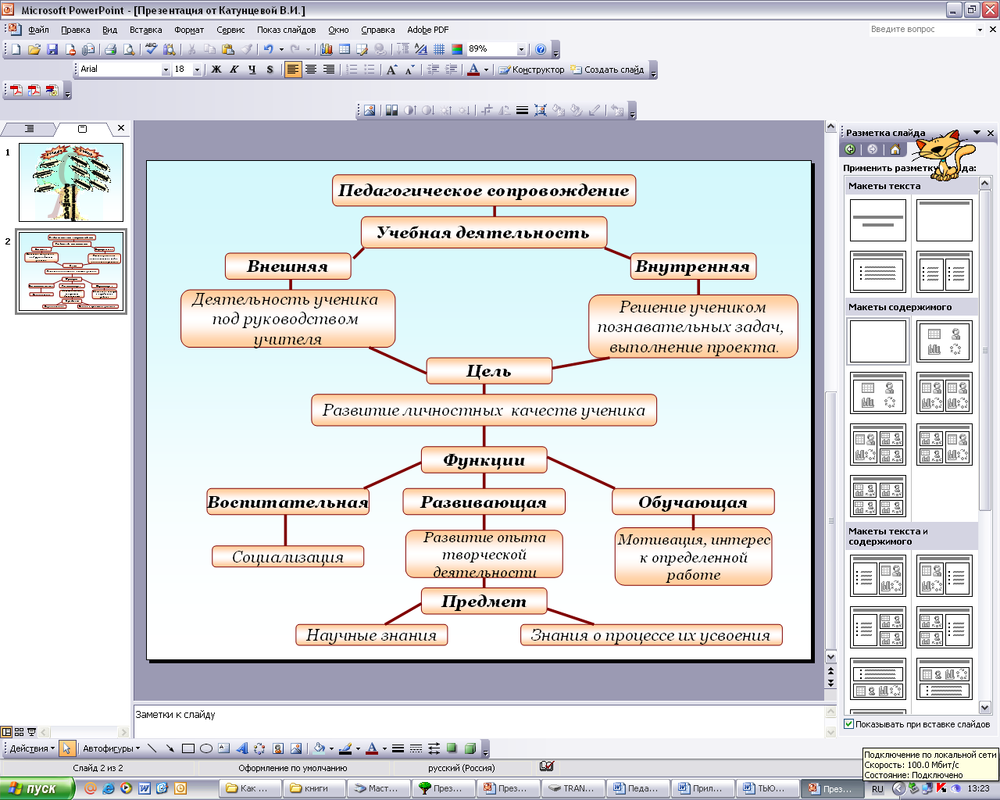 Microsoft PowerPoint - [Презентация от Катунцевой В.И.]
Файл Правка Вид Вставка Формат Сервис Показ слайдов Окно Справка Adobe PDF
Введите вопрос
89%
Arial 18 Ж К Ч S Конструктор Создать слайд
Разметка слайда
Применить разметку
Макеты текста
Макеты содержимого
Макеты текста и
содержимого
Показывать при вставке слайдов
1
2
Педагогическое сопровождение
Учебная деятельность
Внешняя Внутренняя
Деятельность ученика
под руководством
учителя
Решение учеником
познавательных задач,
выполнение проекта.
Цель
Развитие личностных качеств ученика
Функции
Воспитательная Развивающая Обучающая
Социализация
Развитие опыта
творческой
деятельности
Мотивация, интерес
к определенной
работе
Предмет
Научные знания Знания о процессе их усвоения
Заметки к слайду
Действия Автофигуры
Слайд 2 из 2 Оформление по умолчанию русский (Россия)
Подключение по локальной сети
Скорость: 100.0 Мбит/с
Состояние: Подключено
пуск Как ... книги Маст... През... През... TRAN... Педа... Прил... ТЬЮ... През... RU 13:23